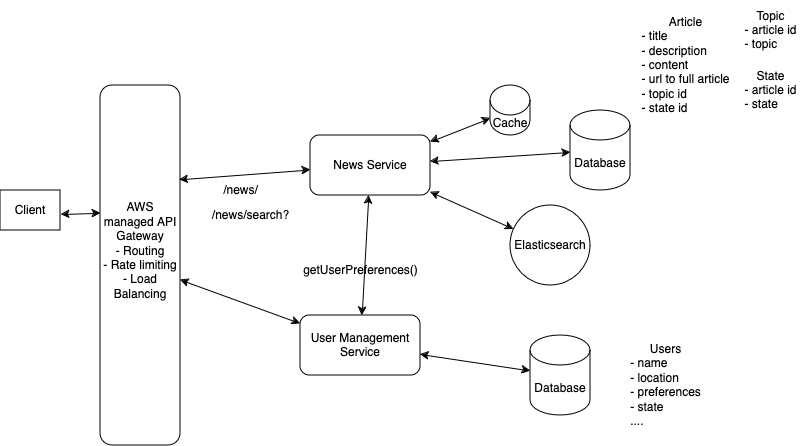 Article
- title
- description
- content
- url to full article
- topic id
- state id
Topic
- article id
- topic
State
- article id
- state
Cache
Database
News Service
/news/
/news/search?
Client
AWS
managed API
Gateway
- Routing
- Rate limiting
- Load
Balancing
Elasticsearch
getUserPreferences()
User Management
Service
Database
Users
- name
- location
- preferences
- state
....